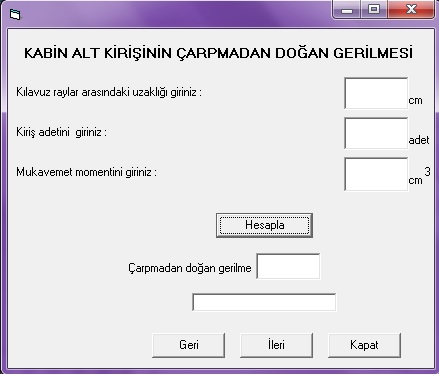 KABİN ALT KİRİŞİNİN ÇARPMADAN DOĞAN GERİLMESİ
Kılavuz raylar arasındaki uzaklığı giriniz : cm
Kiriş adetini giriniz : adet
Mukavemet momentini giriniz : cm 3
Hesapla
Çarpmadan doğan gerilme
Geri İleri Kapat